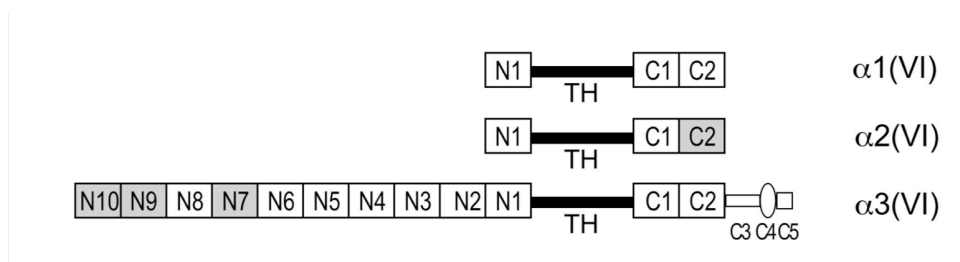 N1 C1 C2 α1(VI)
TH
N1 C1 C2 α2(VI)
TH
N10 N9 N8 N7 N6 N5 N4 N3 N2 N1 C1 C2 α3(VI)
TH C3 C4 C5